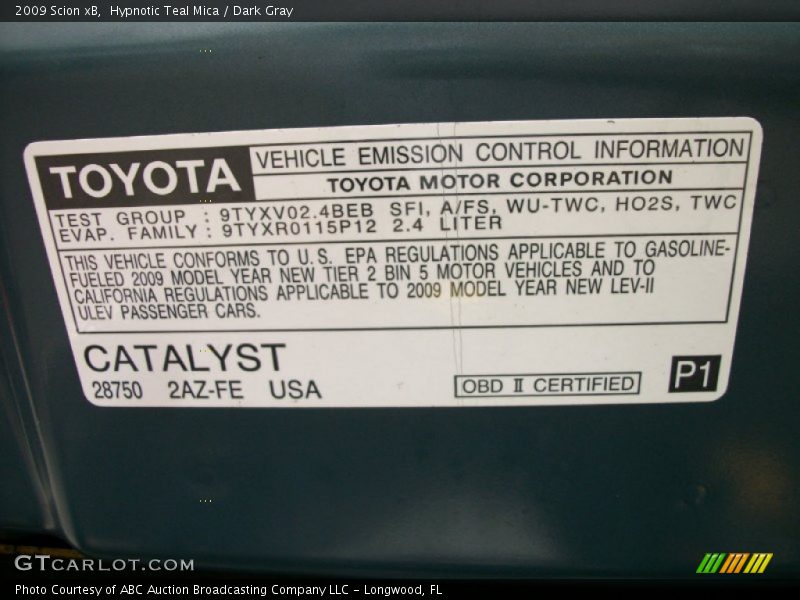 2009 Scion xB, Hypnotic Teal Mica / Dark Gray
TOYOTA
VEHICLE EMISSION CONTROL INFORMATION
TOYOTA MOTOR CORPORATION
TEST GROUP : 9TYXV02.4BEB SFI, A/FS, WU-TWC, HO2S, TWC
EVAP. FAMILY : 9TYXR0115P12 2.4 LITER
THIS VEHICLE CONFORMS TO U.S. EPA REGULATIONS APPLICABLE TO GASOLINE-
FUELED 2009 MODEL YEAR NEW TIER 2 BIN 5 MOTOR VEHICLES AND TO
CALIFORNIA REGULATIONS APPLICABLE TO 2009 MODEL YEAR NEW LEV-II
ULEV PASSENGER CARS.
CATALYST
28750 2AZ-FE USA
OBD II CERTIFIED
P1
GTCARLOT.COM
Photo Courtesy of ABC Auction Broadcasting Company LLC - Longwood, FL